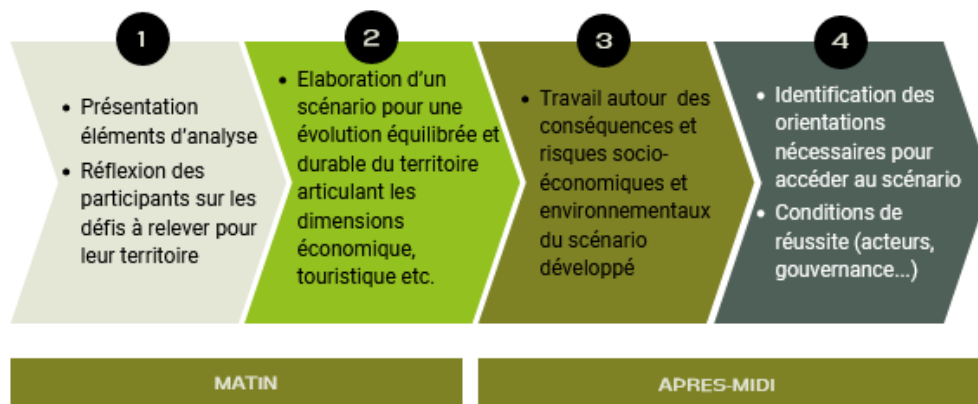 1
• Présentation
éléments d'analyse
• Réflexion des
participants sur les
défis à relever pour
leur territoire
2
• Elaboration d'un
scénario pour une
évolution équilibrée et
durable du territoire
articulant les
dimensions
économique,
touristique etc.
3
• Travail autour des
conséquences et
risques socio-
économiques et
environnementaux
du scénario
développé
4
• Identification des
orientations
nécessaires pour
accéder au scénario
• Conditions de
réussite (acteurs,
gouvernance...)
MATIN
APRES-MIDI